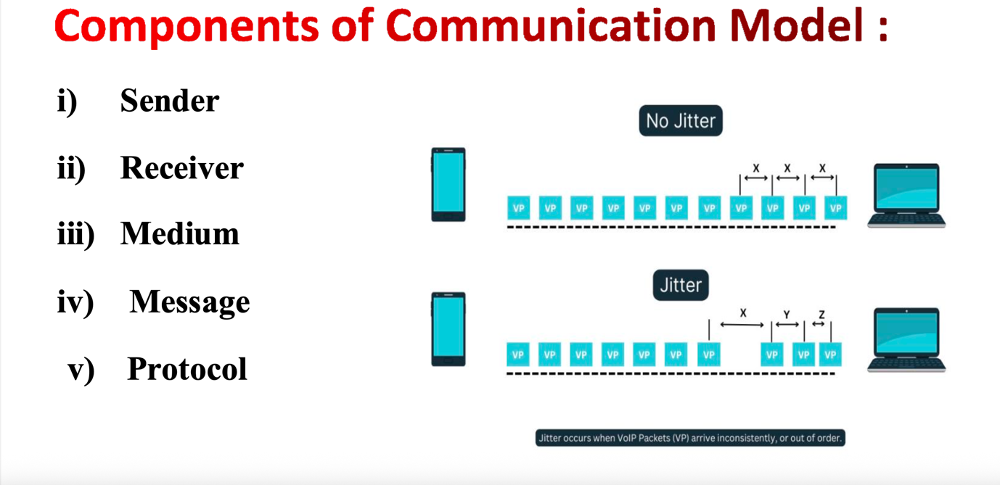 Components of Communication Model :
i) Sender
ii) Receiver
iii) Medium
iv) Message
v) Protocol
No Jitter
X X X
VP VP VP VP VP VP VP VP VP VP VP
Jitter
X Y Z
VP VP VP VP VP VP VP VP VP VP
Jitter occurs when VoIP Packets (VP) arrive inconsistently, or out of order.